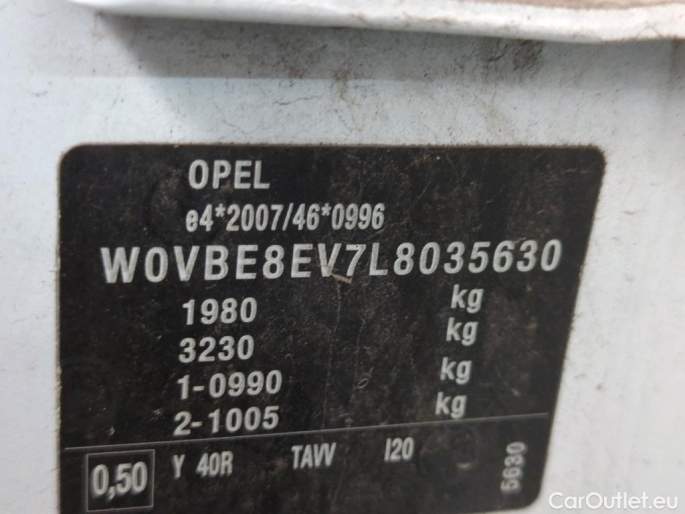 OPEL
e4*2007/46*0996
W0VBE8EV7L8035630
1980 kg
3230 kg
1-0990 kg
2-1005 kg
0,50 Y 40R TAVV I20 5630
CarOutlet.eu